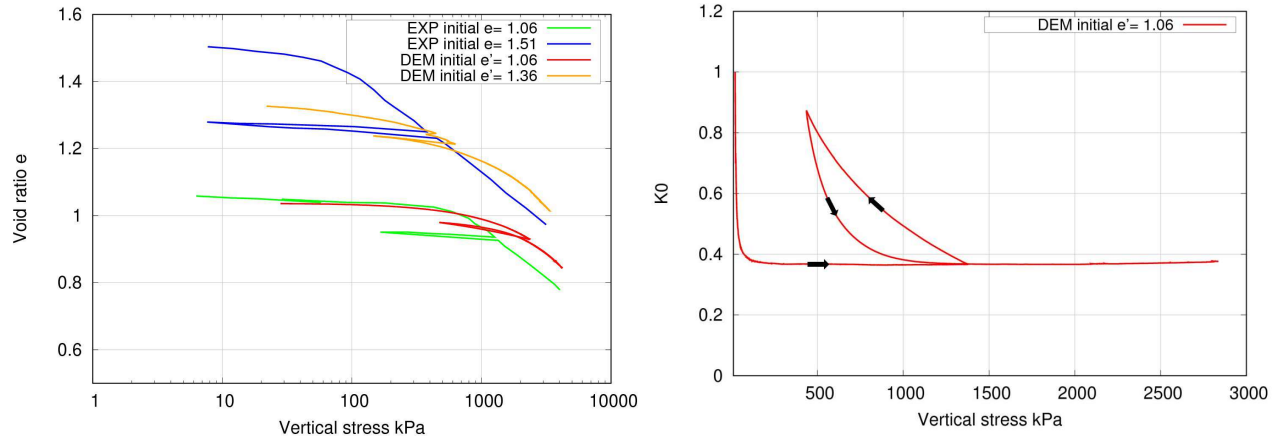 1.6
1.4
1.2
1
0.8
0.6
Void ratio e
EXP initial e= 1.06
EXP initial e= 1.51
DEM initial e'= 1.06
DEM initial e'= 1.36
1 10 100 1000 10000
Vertical stress kPa
1.2
1
0.8
0.6
0.4
0.2
0
K0
DEM initial e'= 1.06
500 1000 1500 2000 2500 3000
Vertical stress kPa